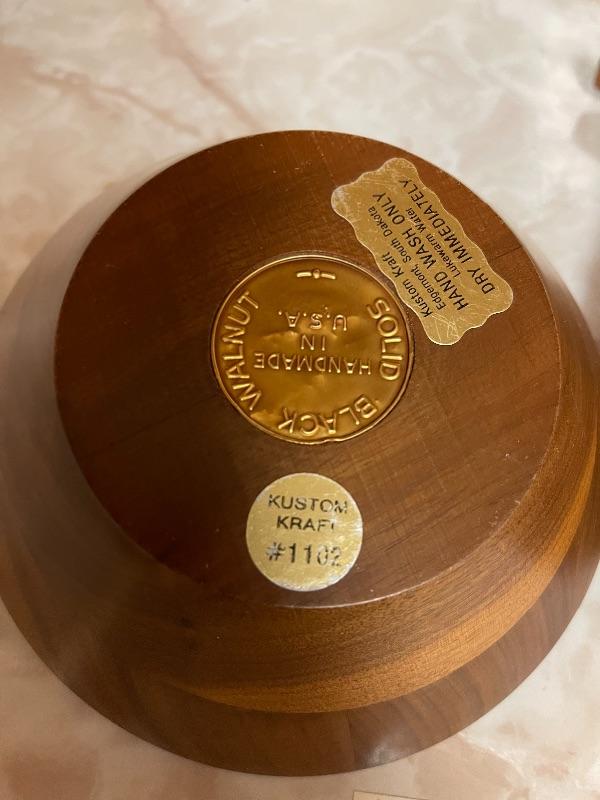 Kustom Kraft
Edgemont, South Dakota
HAND WASH ONLY
Lukewarm Water
DRY IMMEDIATELY
SOLID BLACK WALNUT
HANDMADE
IN
U.S.A.
KUSTOM
KRAFT
#1102